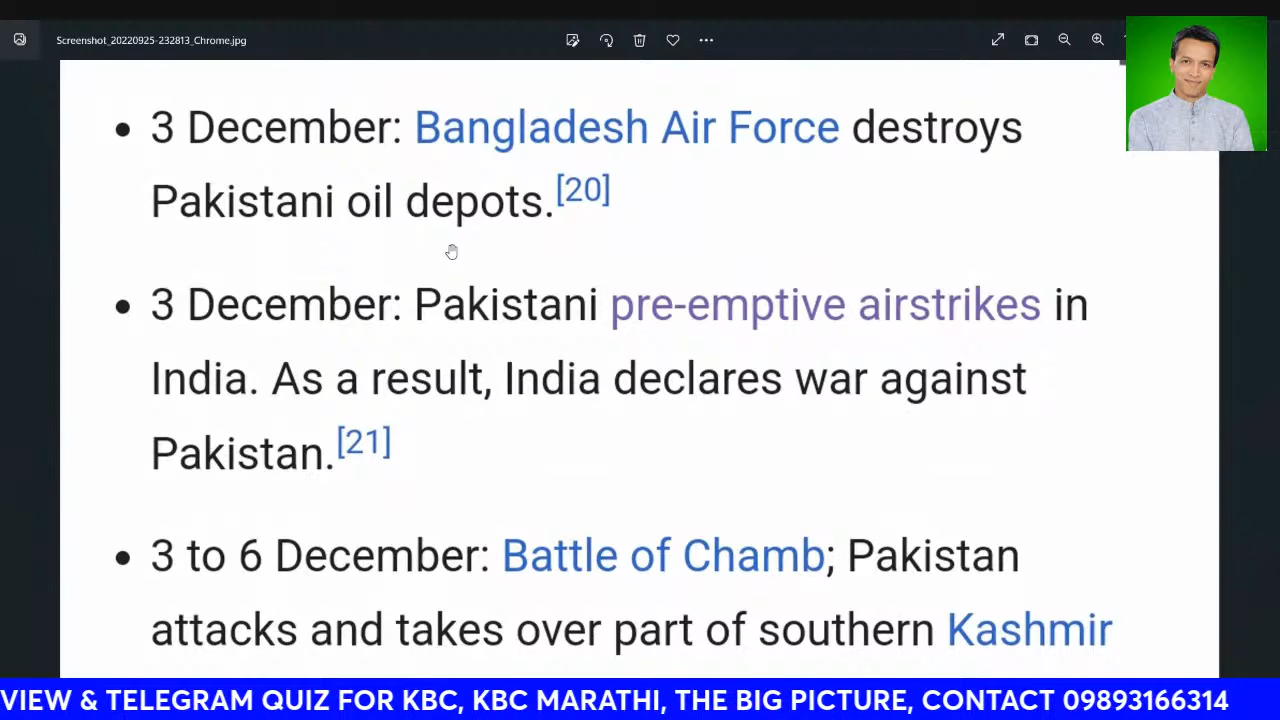 Screenshot_20220925-232813_Chrome.jpg
• 3 December: Bangladesh Air Force destroys
Pakistani oil depots.[20]
• 3 December: Pakistani pre-emptive airstrikes in
India. As a result, India declares war against
Pakistan.[21]
• 3 to 6 December: Battle of Chamb; Pakistan
attacks and takes over part of southern Kashmir
VIEW & TELEGRAM QUIZ FOR KBC, KBC MARATHI, THE BIG PICTURE, CONTACT 09893166314